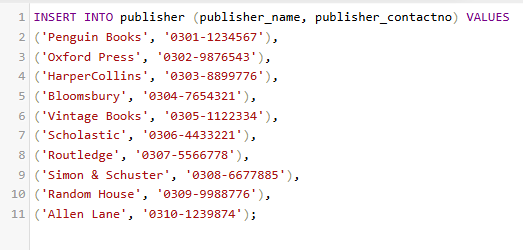 1 INSERT INTO publisher (publisher_name, publisher_contactno) VALUES
2 ('Penguin Books', '0301-1234567'),
3 ('Oxford Press', '0302-9876543'),
4 ('HarperCollins', '0303-8899776'),
5 ('Bloomsbury', '0304-7654321'),
6 ('Vintage Books', '0305-1122334'),
7 ('Scholastic', '0306-4433221'),
8 ('Routledge', '0307-5566778'),
9 ('Simon & Schuster', '0308-6677885'),
10 ('Random House', '0309-9988776'),
11 ('Allen Lane', '0310-1239874');